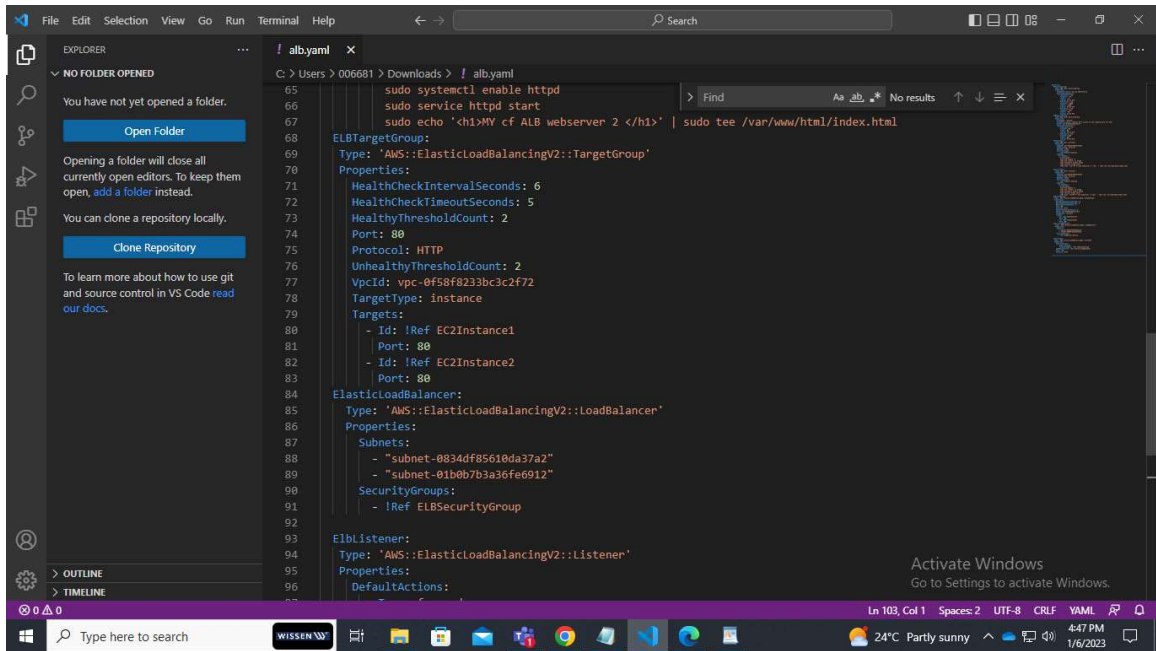 File Edit Selection View Go Run Terminal Help
Search
EXPLORER
NO FOLDER OPENED
You have not yet opened a folder.
Open Folder
Opening a folder will close all
currently open editors. To keep them
open, add a folder instead.
You can clone a repository locally.
Clone Repository
To learn more about how to use git
and source control in VS Code read
our docs.
OUTLINE
TIMELINE
! alb.yaml
C: > Users > 006681 > Downloads > ! alb.yaml
> Find Aa ab .* No results
65 sudo systemctl enable httpd
66 sudo service httpd start
67 sudo echo '<h1>MY cf ALB webserver 2 </h1>' | sudo tee /var/www/html/index.html
68 ELBTargetGroup:
69 Type: 'AWS::ElasticLoadBalancingV2::TargetGroup'
70 Properties:
71 HealthCheckIntervalSeconds: 6
72 HealthCheckTimeoutSeconds: 5
73 HealthyThresholdCount: 2
74 Port: 80
75 Protocol: HTTP
76 UnhealthyThresholdCount: 2
77 VpcId: vpc-0f58f8233bc3c2f72
78 TargetType: instance
79 Targets:
80 - Id: !Ref EC2Instance1
81 Port: 80
82 - Id: !Ref EC2Instance2
83 Port: 80
84 ElasticLoadBalancer:
85 Type: 'AWS::ElasticLoadBalancingV2::LoadBalancer'
86 Properties:
87 Subnets:
88 - "subnet-0834df85610da37a2"
89 - "subnet-01b0b7b3a36fe6912"
90 SecurityGroups:
91 - !Ref ELBSecurityGroup
92
93 ElbListener:
94 Type: 'AWS::ElasticLoadBalancingV2::Listener'
95 Properties:
96 DefaultActions:
Activate Windows
Go to Settings to activate Windows.
0 0
Ln 103, Col 1 Spaces: 2 UTF-8 CRLF YAML
Type here to search
WISSEN
24°C Partly sunny
4:47 PM
1/6/2023